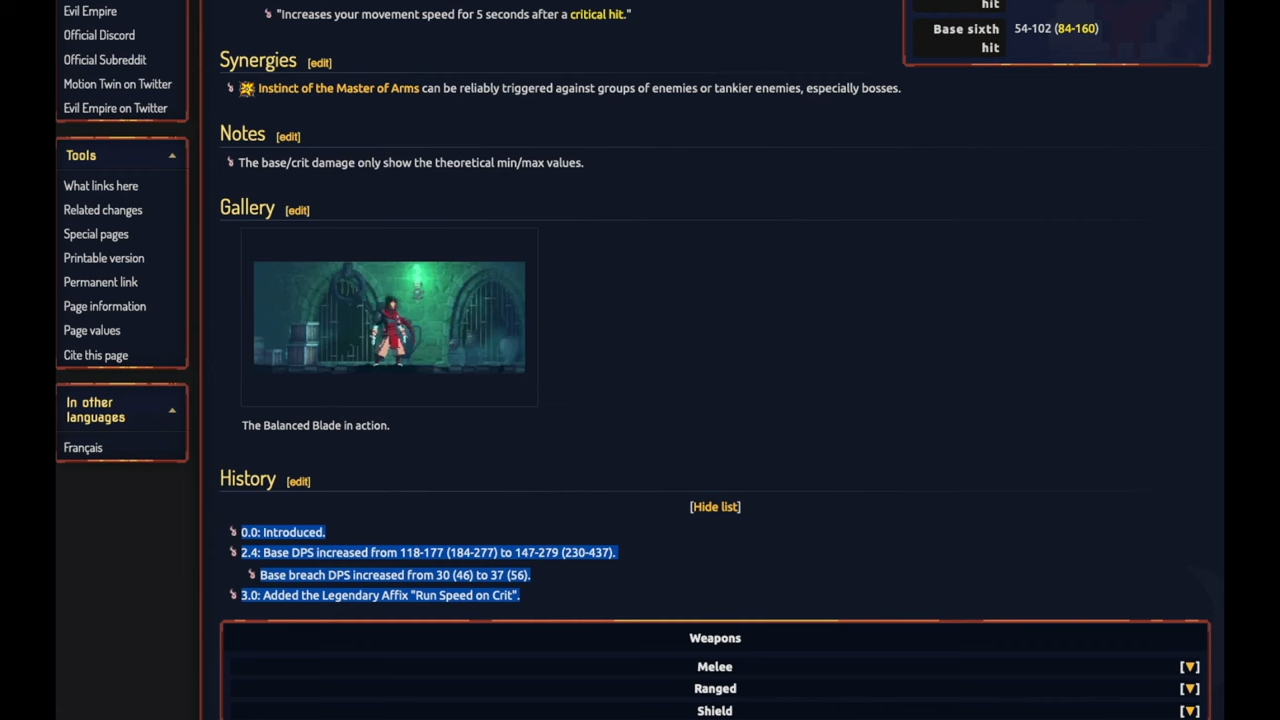 Evil Empire
Official Discord
Official Subreddit
Motion Twin on Twitter
Evil Empire on Twitter
Tools
What links here
Related changes
Special pages
Printable version
Permanent link
Page information
Page values
Cite this page
In other
languages
Français
"Increases your movement speed for 5 seconds after a critical hit."
Synergies [edit]
Instinct of the Master of Arms can be reliably triggered against groups of enemies or tankier enemies, especially bosses.
Notes [edit]
The base/crit damage only show the theoretical min/max values.
Gallery [edit]
The Balanced Blade in action.
History [edit]
[Hide list]
0.0: Introduced.
2.4: Base DPS increased from 118-177 (184-277) to 147-279 (230-437).
Base breach DPS increased from 30 (46) to 37 (56).
3.0: Added the Legendary Affix "Run Speed on Crit".
Weapons
Melee [▼]
Ranged [▼]
Shield [▼]
hit
Base sixth 54-102 (84-160)
hit